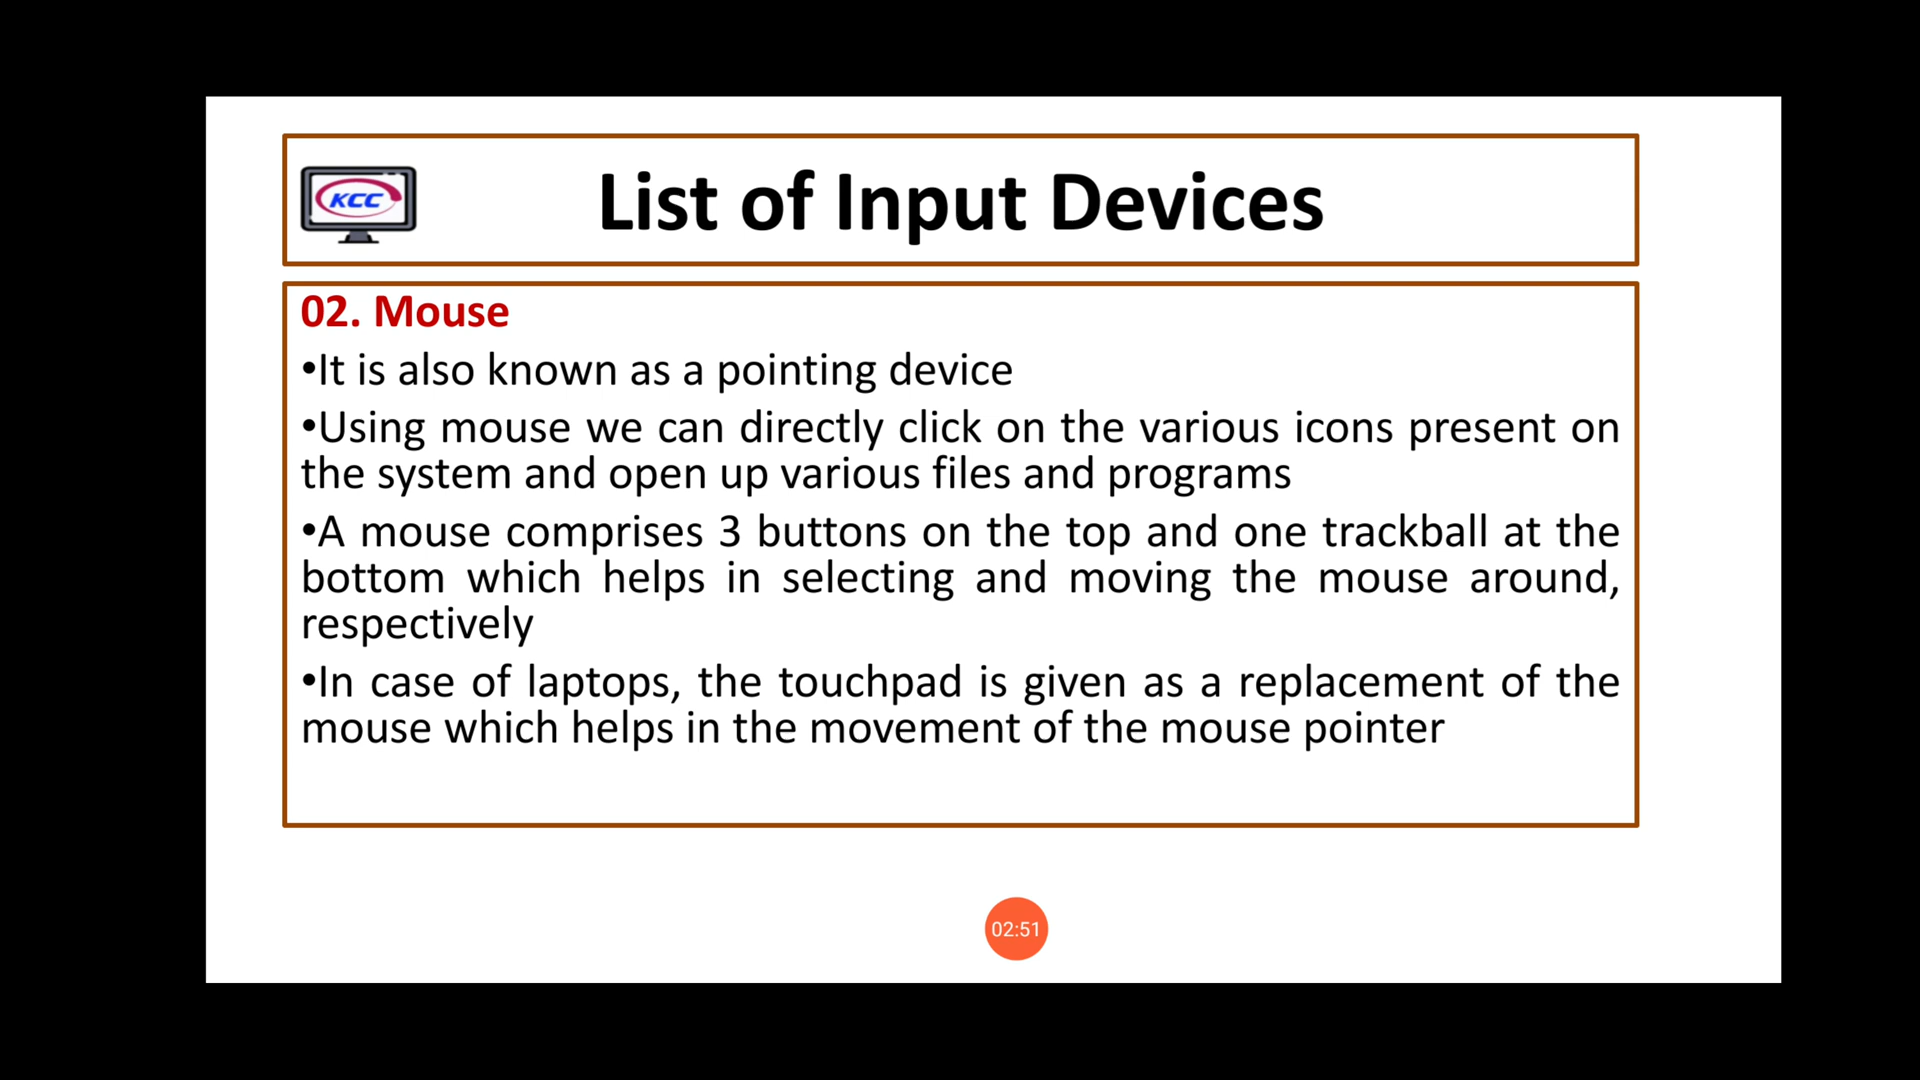 KCC
List of Input Devices
02. Mouse
•It is also known as a pointing device
•Using mouse we can directly click on the various icons present on
the system and open up various files and programs
•A mouse comprises 3 buttons on the top and one trackball at the
bottom which helps in selecting and moving the mouse around,
respectively
•In case of laptops, the touchpad is given as a replacement of the
mouse which helps in the movement of the mouse pointer
02:51